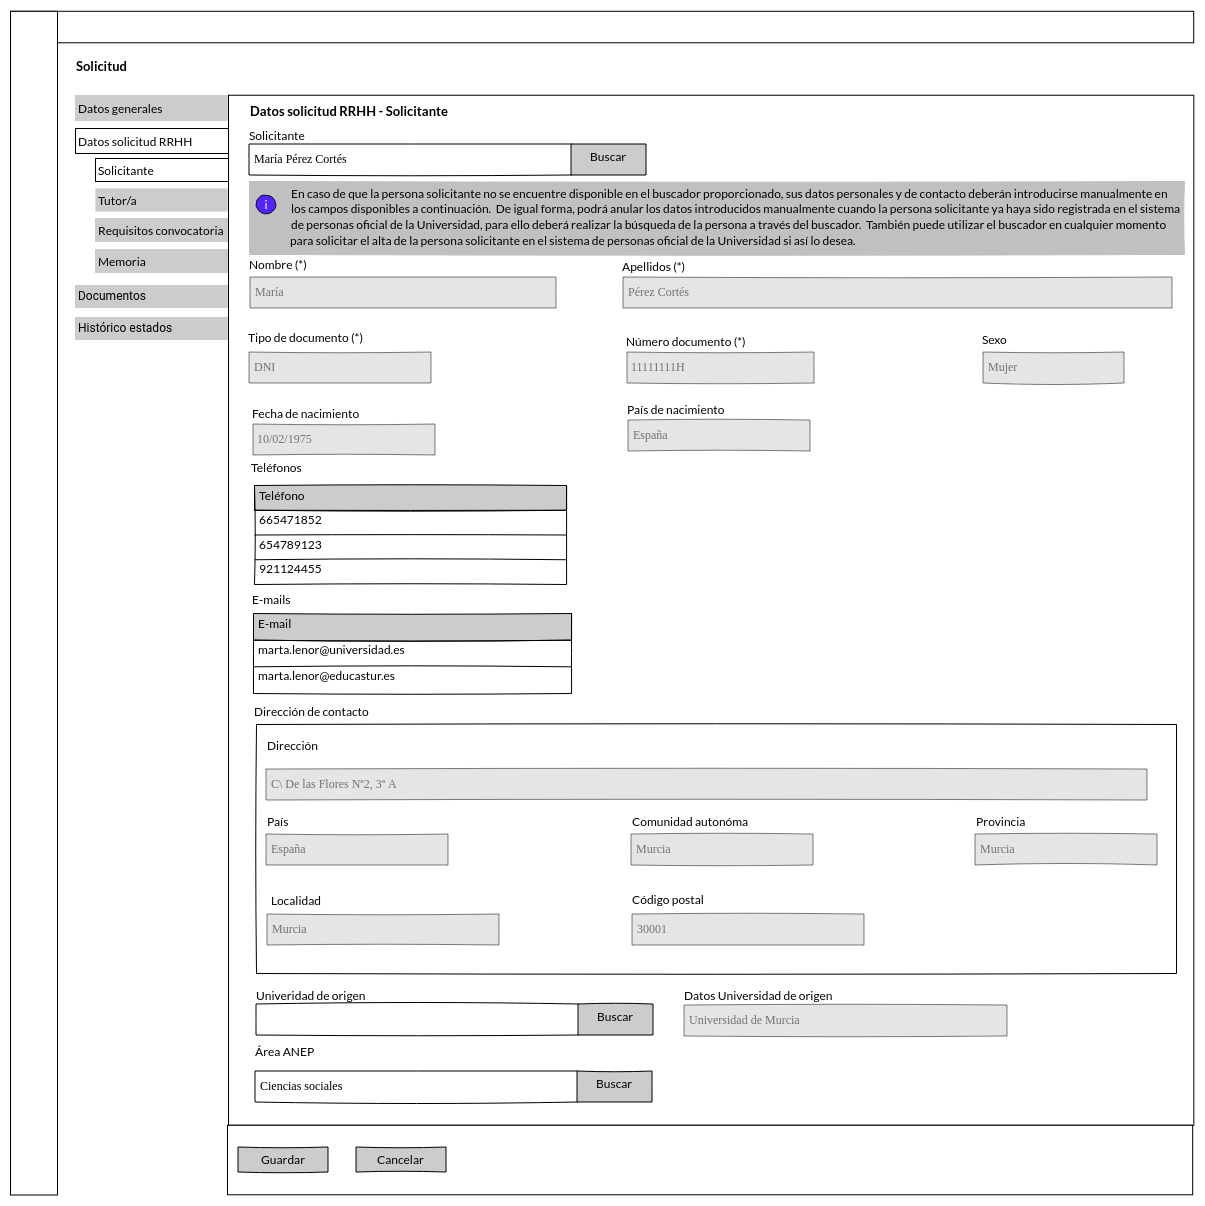 Solicitud
Datos generales
Datos solicitud RRHH
Solicitante
Tutor/a
Requisitos convocatoria
Memoria
Documentos
Histórico estados
Datos solicitud RRHH - Solicitante
Solicitante
María Pérez Cortés
Buscar
i
En caso de que la persona solicitante no se encuentre disponible en el buscador proporcionado, sus datos personales y de contacto deberán introducirse manualmente en
los campos disponibles a continuación. De igual forma, podrá anular los datos introducidos manualmente cuando la persona solicitante ya haya sido registrada en el sistema
de personas oficial de la Universidad, para ello deberá realizar la búsqueda de la persona a través del buscador. También puede utilizar el buscador en cualquier momento
para solicitar el alta de la persona solicitante en el sistema de personas oficial de la Universidad si así lo desea.
Nombre (*)
Apellidos (*)
María
Pérez Cortés
Tipo de documento (*)
Número documento (*)
Sexo
DNI
11111111H
Mujer
Fecha de nacimiento
País de nacimiento
10/02/1975
España
Teléfonos
Teléfono
665471852
654789123
921124455
E-mails
E-mail
marta.lenor@universidad.es
marta.lenor@educastur.es
Dirección de contacto
Dirección
C\ De las Flores Nº2, 3º A
País
Comunidad autonóma
Provincia
España
Murcia
Murcia
Localidad
Código postal
Murcia
30001
Univeridad de origen
Datos Universidad de origen
Buscar
Universidad de Murcia
Área ANEP
Ciencias sociales
Buscar
Guardar
Cancelar